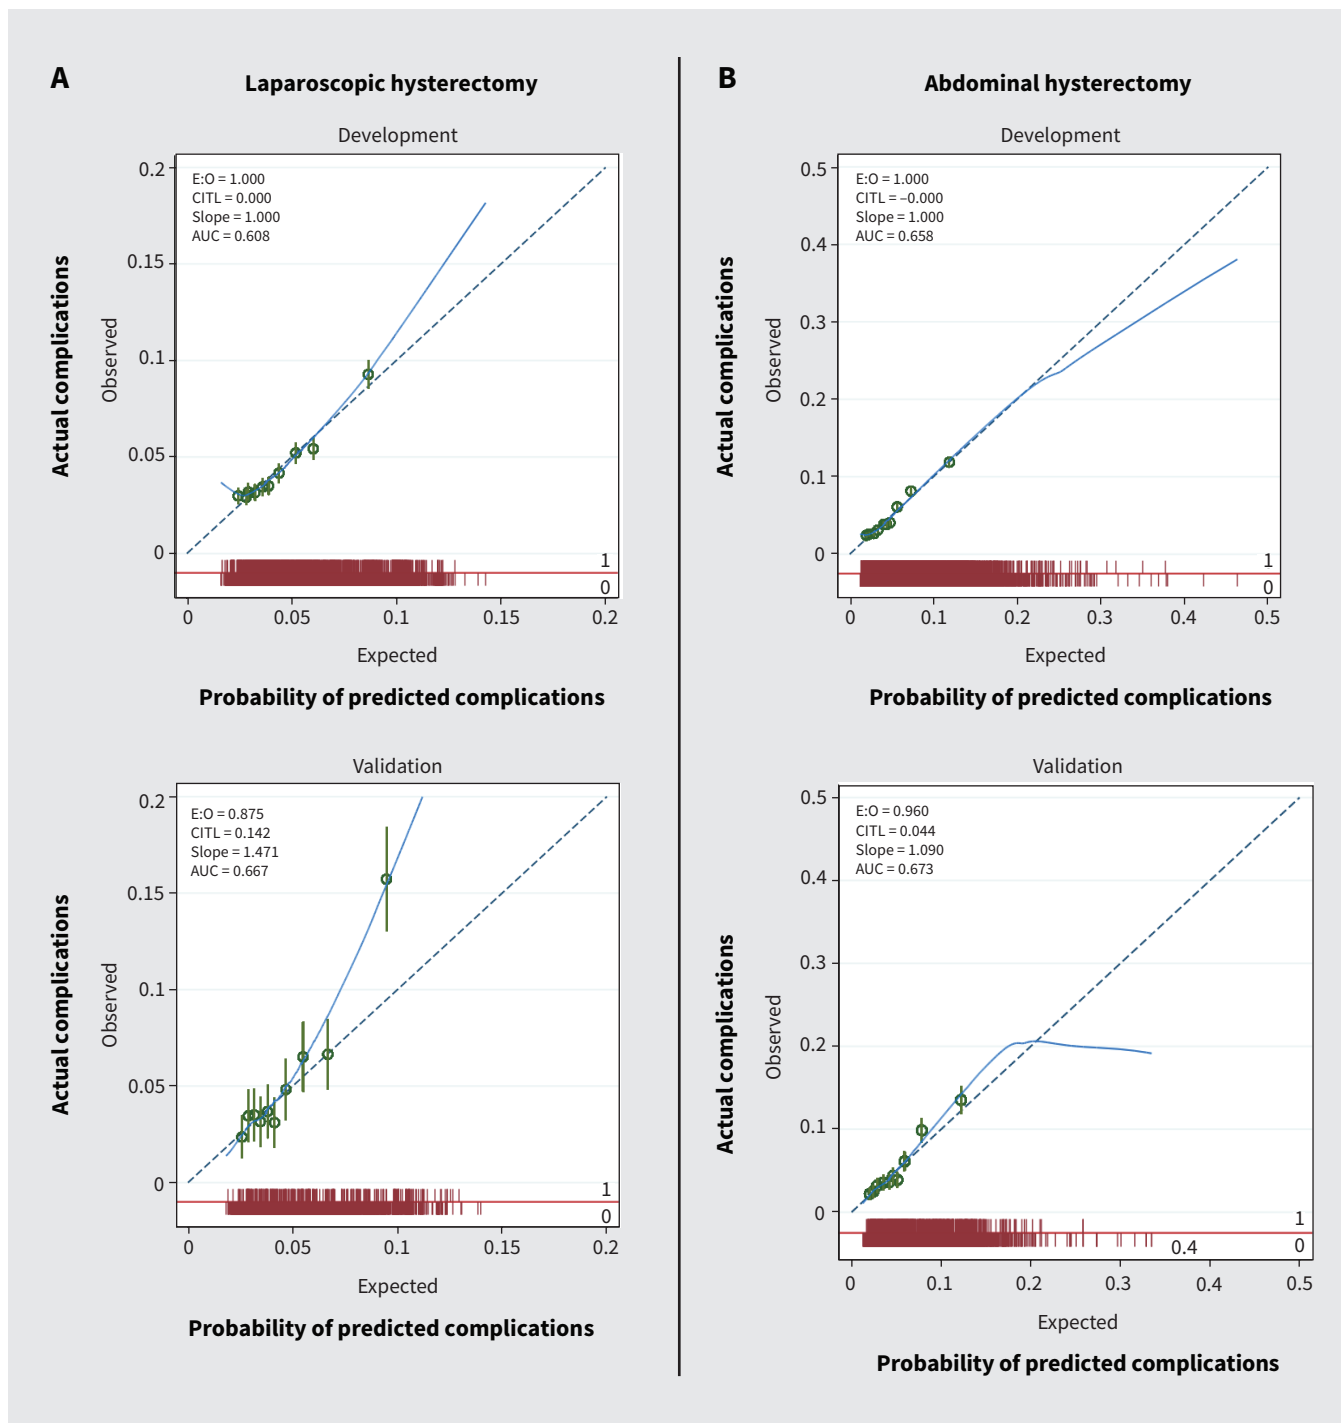 A
Laparoscopic hysterectomy
Development
E:O = 1.000
CITL = 0.000
Slope = 1.000
AUC = 0.608
Actual complications
Observed
0.2
0.15
0.1
0.05
0
1
0
0 0.05 0.1 0.15 0.2
Expected
Probability of predicted complications
Validation
E:O = 0.875
CITL = 0.142
Slope = 1.471
AUC = 0.667
Actual complications
Observed
0.2
0.15
0.1
0.05
0
1
0
0 0.05 0.1 0.15 0.2
Expected
Probability of predicted complications
B
Abdominal hysterectomy
Development
E:O = 1.000
CITL = –0.000
Slope = 1.000
AUC = 0.658
Actual complications
Observed
0.5
0.4
0.3
0.2
0.1
0
1
0
0 0.1 0.2 0.3 0.4 0.5
Expected
Probability of predicted complications
Validation
E:O = 0.960
CITL = 0.044
Slope = 1.090
AUC = 0.673
Actual complications
Observed
0.5
0.4
0.3
0.2
0.1
0
1
0.4 0
0 0.1 0.2 0.3 0.4 0.5
Expected
Probability of predicted complications